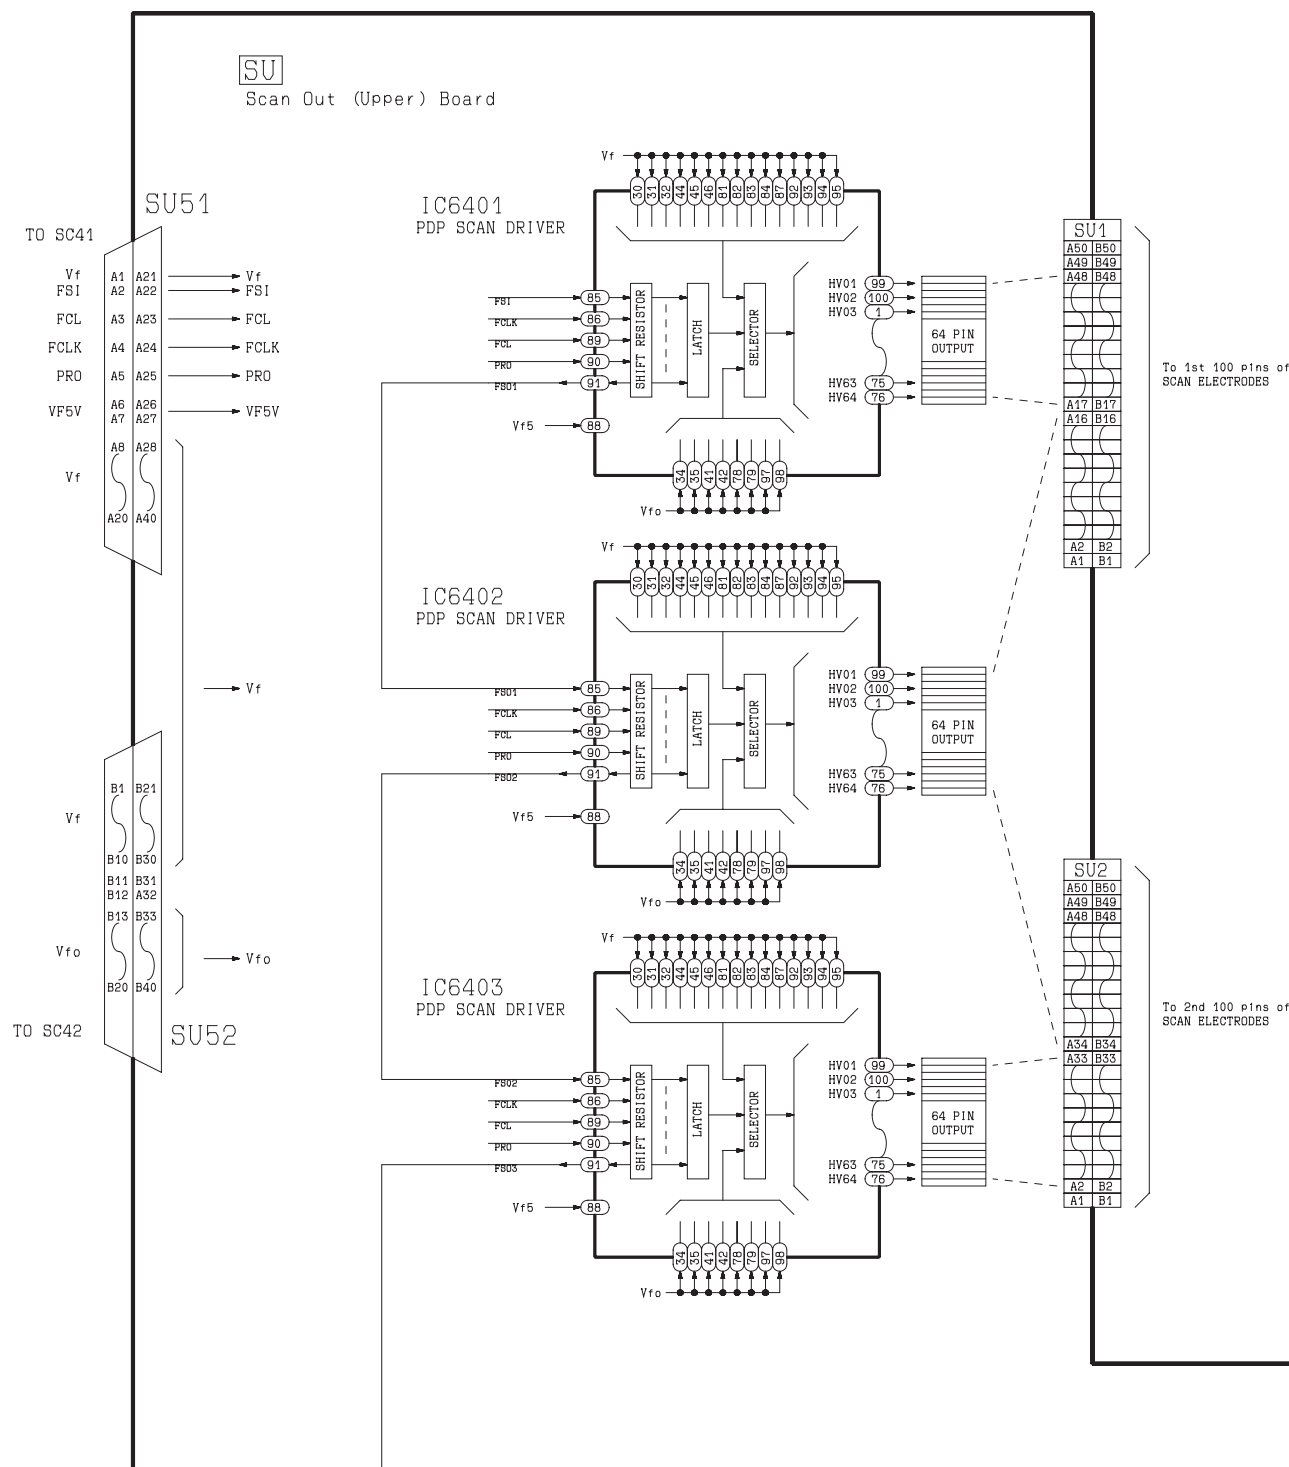 SU
Scan Out (Upper) Board
SU51
TO SC41
Vf A1 A21 Vf
FSI A2 A22 FSI
FCL A3 A23 FCL
FCLK A4 A24 FCLK
PRO A5 A25 PRO
A6 A26
VF5V VF5V
A7 A27
A8 A28
Vf
A20 A40
Vf
B1 B21
Vf
B10 B30
B11 B31
B12 A32
B13 B33
Vfo Vfo
B20 B40
TO SC42
SU52
Vf
30 31 32 44 45 46 81 82 83 84 87 92 93 94 95
IC6401
PDP SCAN DRIVER
FSI 85
FCLK 86
FCL 89
PRO 90
FSO1 91
Vf5 88
SHIFT RESISTOR
LATCH
SELECTOR
HV01 99
HV02 100
HV03 1
HV63 75
HV64 76
64 PIN
OUTPUT
34 35 41 42 78 79 97 98
Vfo
Vf
30 31 32 44 45 46 81 82 83 84 87 92 93 94 95
IC6402
PDP SCAN DRIVER
FSO1 85
FCLK 86
FCL 89
PRO 90
FSO2 91
Vf5 88
SHIFT RESISTOR
LATCH
SELECTOR
HV01 99
HV02 100
HV03 1
HV63 75
HV64 76
64 PIN
OUTPUT
34 35 41 42 78 79 97 98
Vfo
Vf
30 31 32 44 45 46 81 82 83 84 87 92 93 94 95
IC6403
PDP SCAN DRIVER
FSO2 85
FCLK 86
FCL 89
PRO 90
FSO3 91
Vf5 88
SHIFT RESISTOR
LATCH
SELECTOR
HV01 99
HV02 100
HV03 1
HV63 75
HV64 76
64 PIN
OUTPUT
34 35 41 42 78 79 97 98
Vfo
SU1
A50 B50
A49 B49
A48 B48
A17 B17
A16 B16
A2 B2
A1 B1
To 1st 100 pins of
SCAN ELECTRODES
SU2
A50 B50
A49 B49
A48 B48
A34 B34
A33 B33
A2 B2
A1 B1
To 2nd 100 pins of
SCAN ELECTRODES